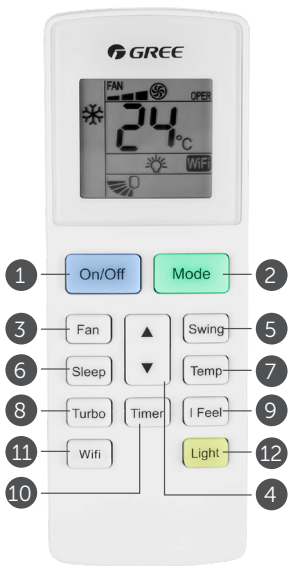 GREE
FAN
OPER
24°C
WiFi
1 On/Off Mode 2
3 Fan ▲ Swing 5
6 Sleep ▼ Temp 7
8 Turbo Timer I Feel 9
11 Wifi Light 12
10
4